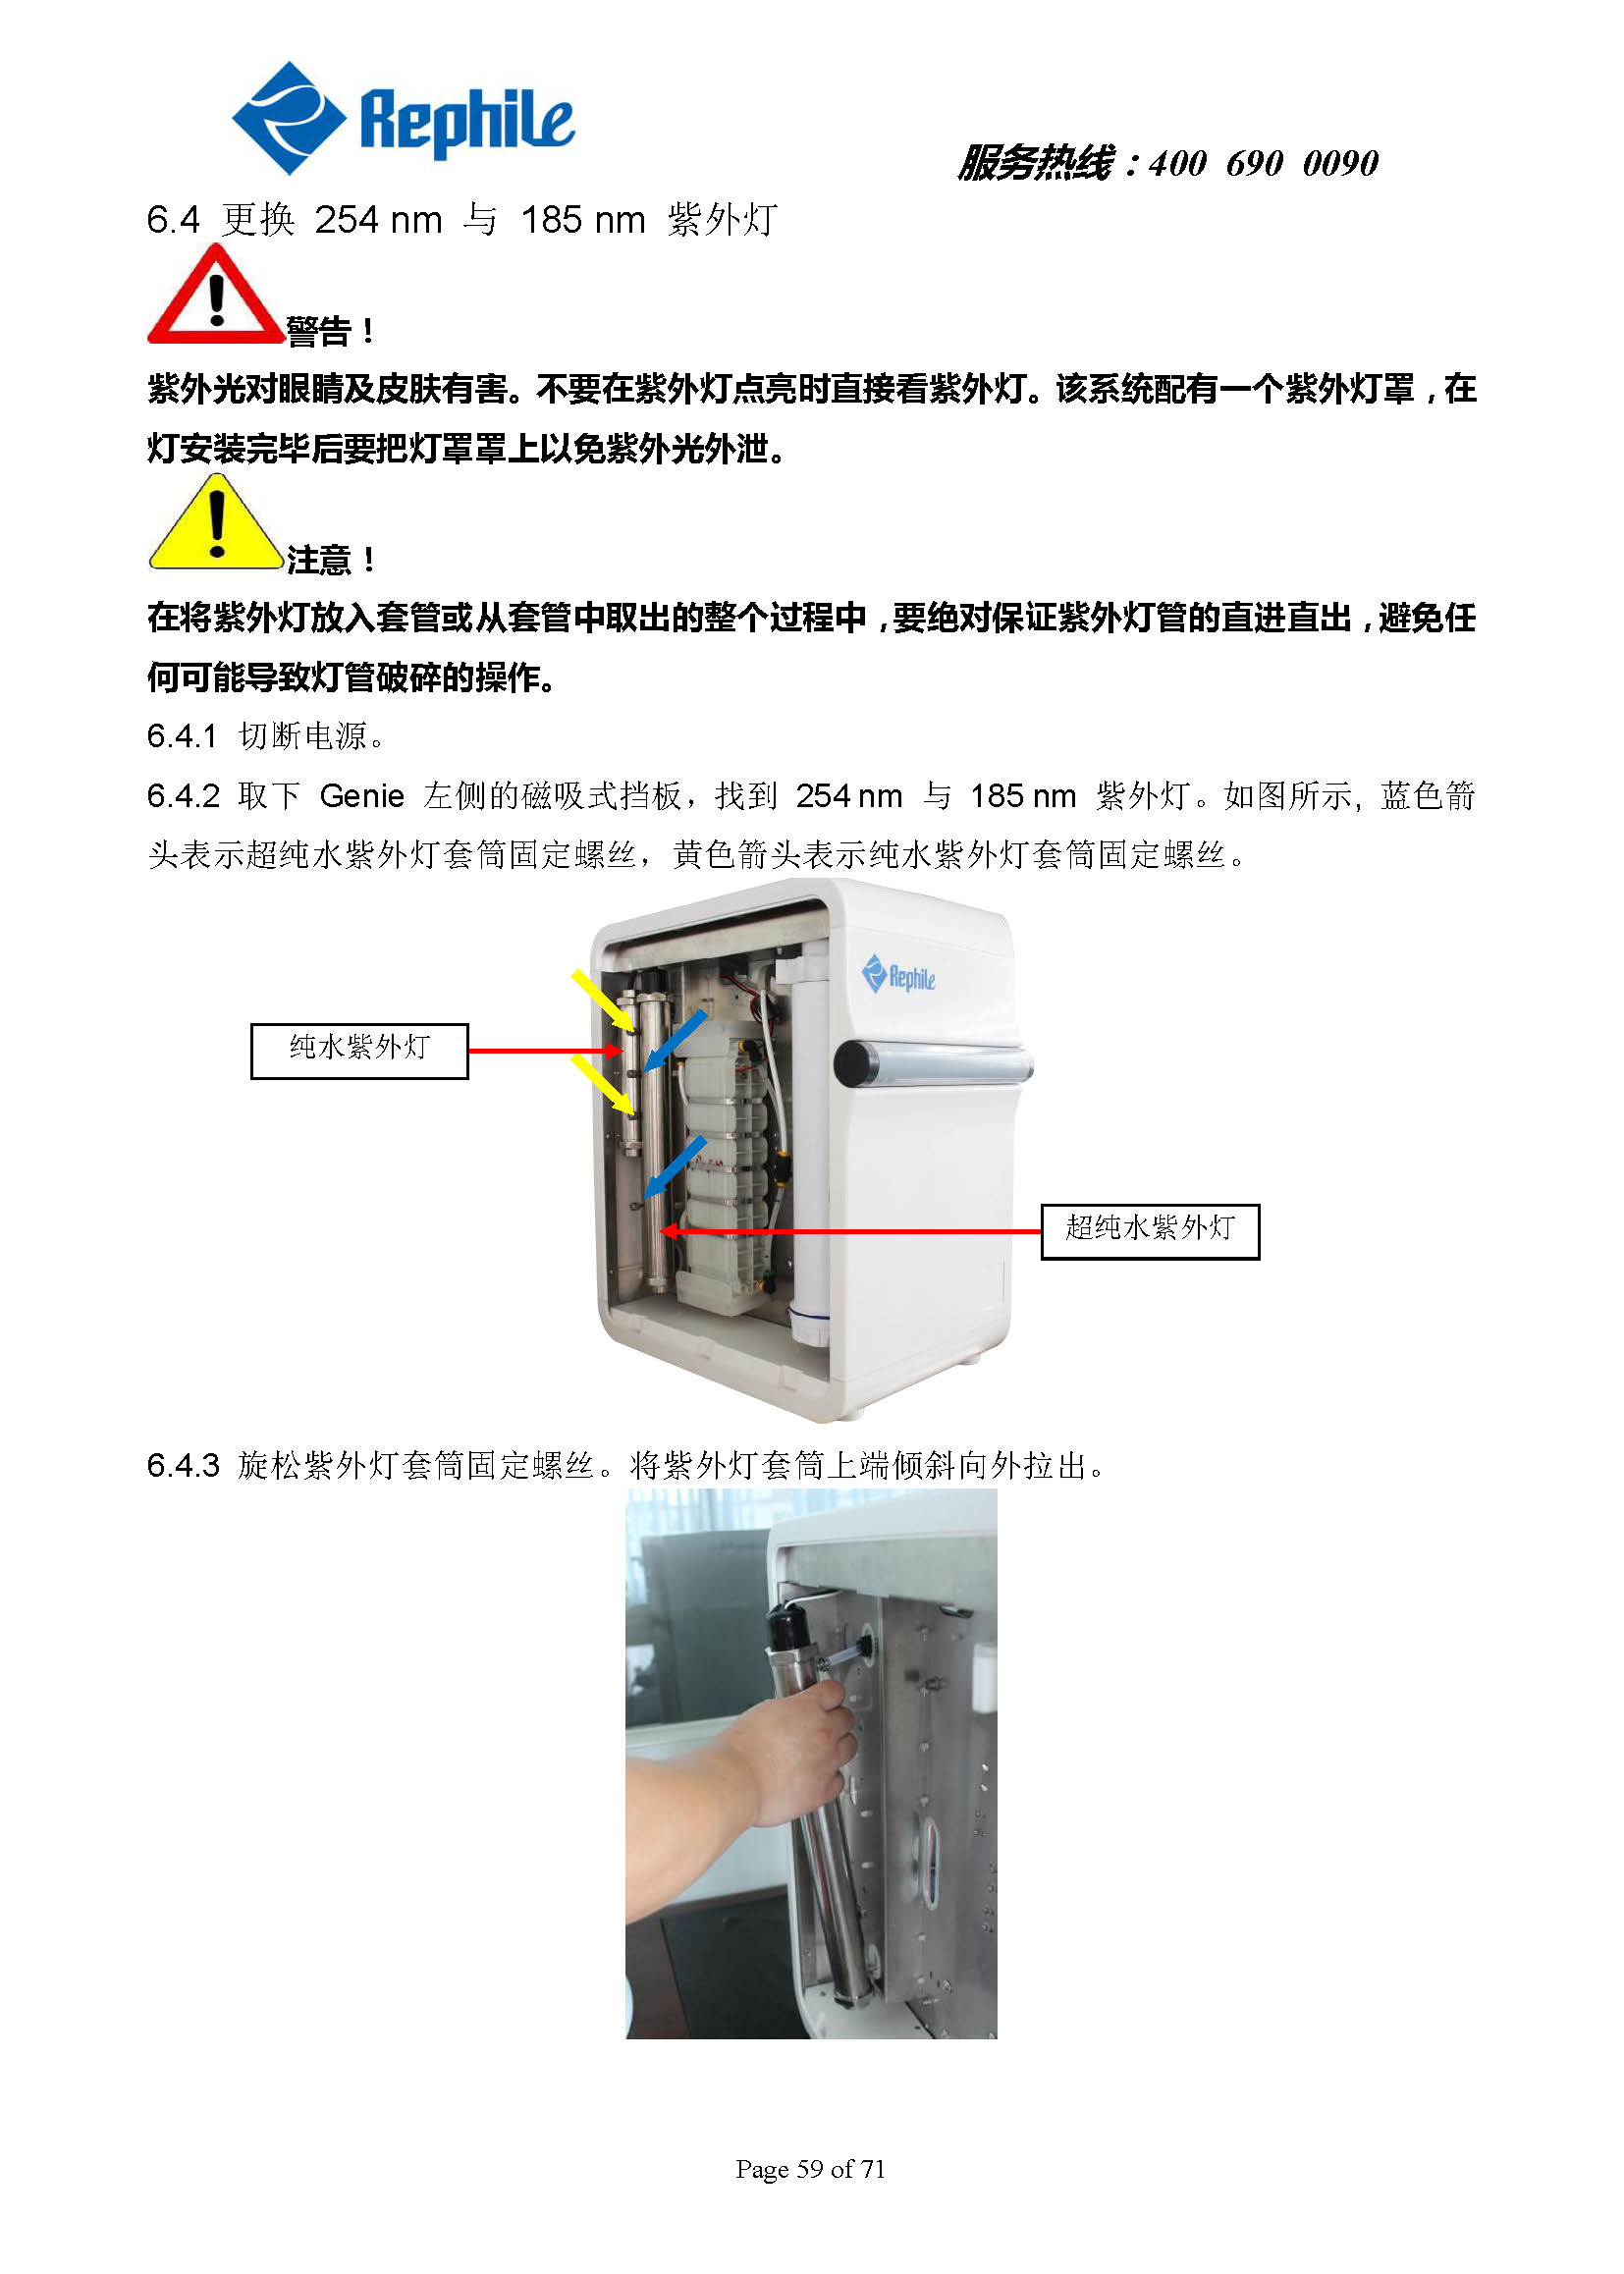 Rephile
服务热线：400 690 0090
6.4 更换 254 nm 与 185 nm 紫外灯
警告！
紫外光对眼睛及皮肤有害。不要在紫外灯点亮时直接看紫外灯。该系统配有一个紫外灯罩，在
灯安装完毕后要把灯罩罩上以免紫外光外泄。
注意！
在将紫外灯放入套管或从套管中取出的整个过程中，要绝对保证紫外灯管的直进直出，避免任
何可能导致灯管破碎的操作。
6.4.1 切断电源。
6.4.2 取下 Genie 左侧的磁吸式挡板，找到 254 nm 与 185 nm 紫外灯。如图所示，蓝色箭
头表示超纯水紫外灯套筒固定螺丝，黄色箭头表示纯水紫外灯套筒固定螺丝。
Rephile
纯水紫外灯
超纯水紫外灯
6.4.3 旋松紫外灯套筒固定螺丝。将紫外灯套筒上端倾斜向外拉出。
Page 59 of 71